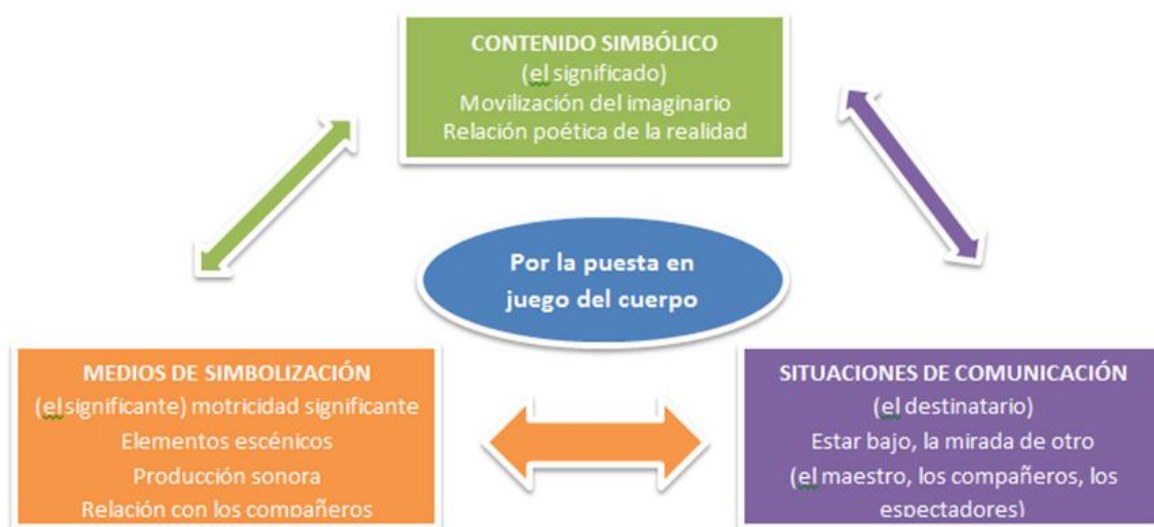 CONTENIDO SIMBÓLICO
(el significado)
Movilización del imaginario
Relación poética de la realidad
Por la puesta en
juego del cuerpo
MEDIOS DE SIMBOLIZACIÓN
(el significante) motricidad significante
Elementos escénicos
Producción sonora
Relación con los compañeros
SITUACIONES DE COMUNICACIÓN
(el destinatario)
Estar bajo, la mirada de otro
(el maestro, los compañeros, los
espectadores)